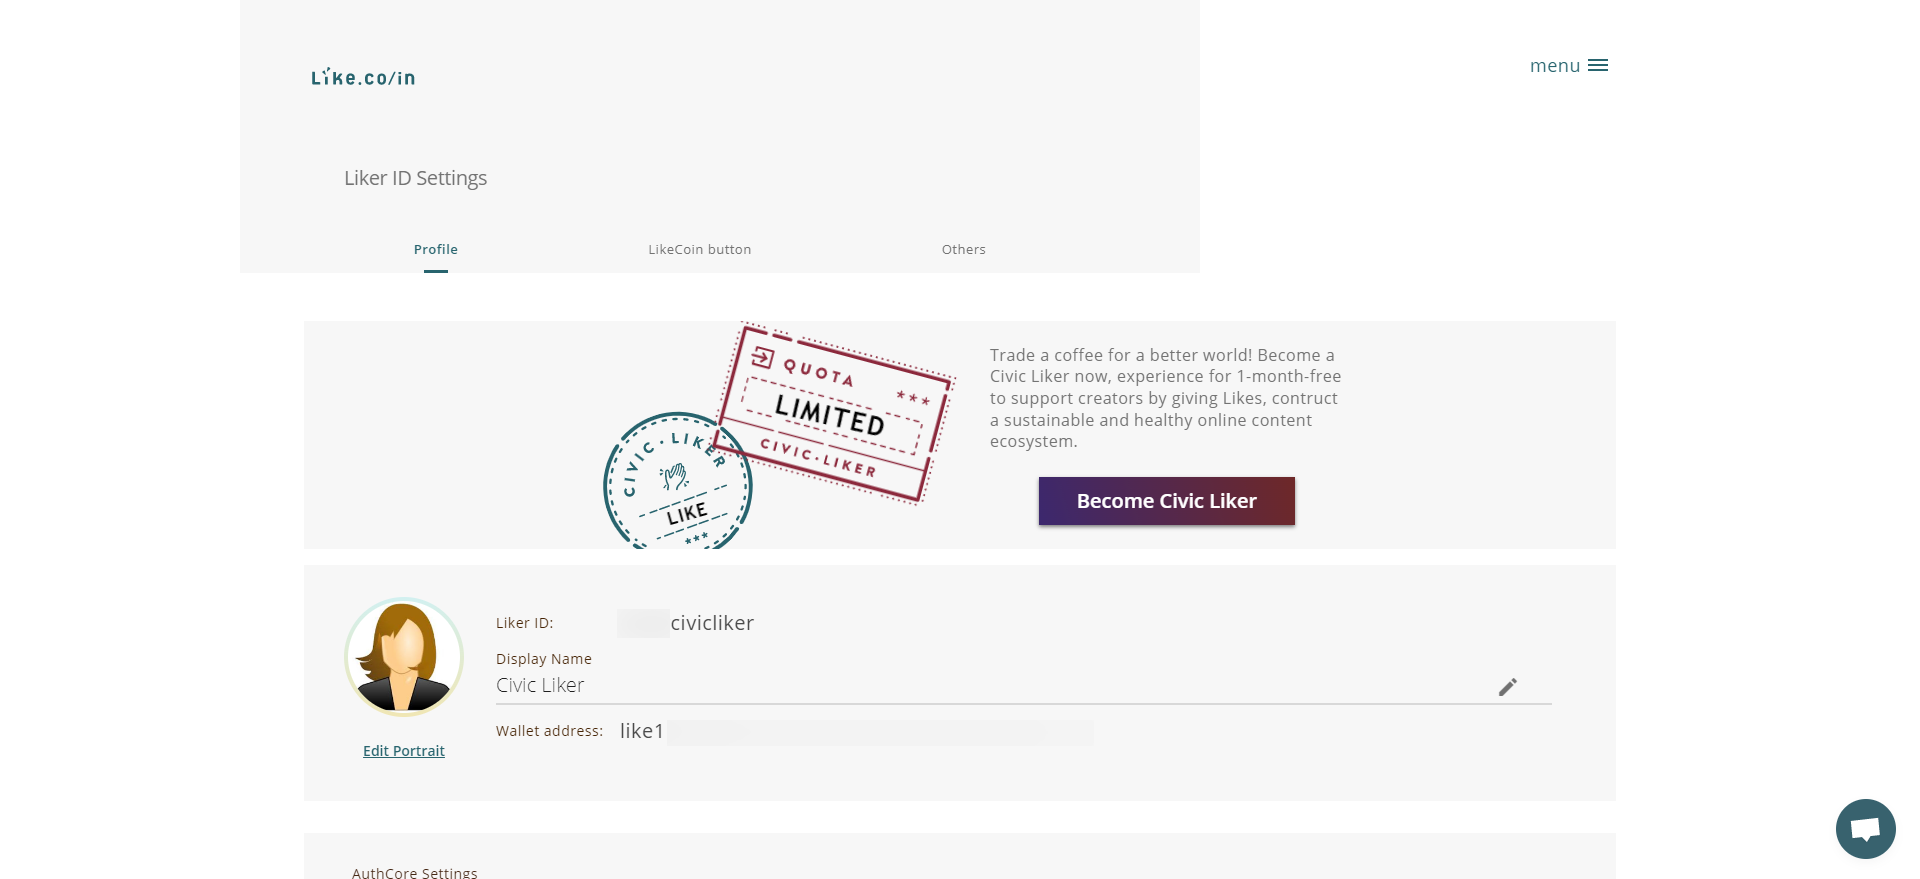 Like.co/in
menu
Liker ID Settings
Profile
LikeCoin button
Others
QUOTA
***
LIMITED
CIVIC·LIKER
CIVIC·LIKER
LIKE
***
Trade a coffee for a better world! Become a
Civic Liker now, experience for 1-month-free
to support creators by giving Likes, contruct
a sustainable and healthy online content
ecosystem.
Become Civic Liker
Liker ID:
civicliker
Display Name
Civic Liker
Wallet address:
like1
Edit Portrait
AuthCore Settings